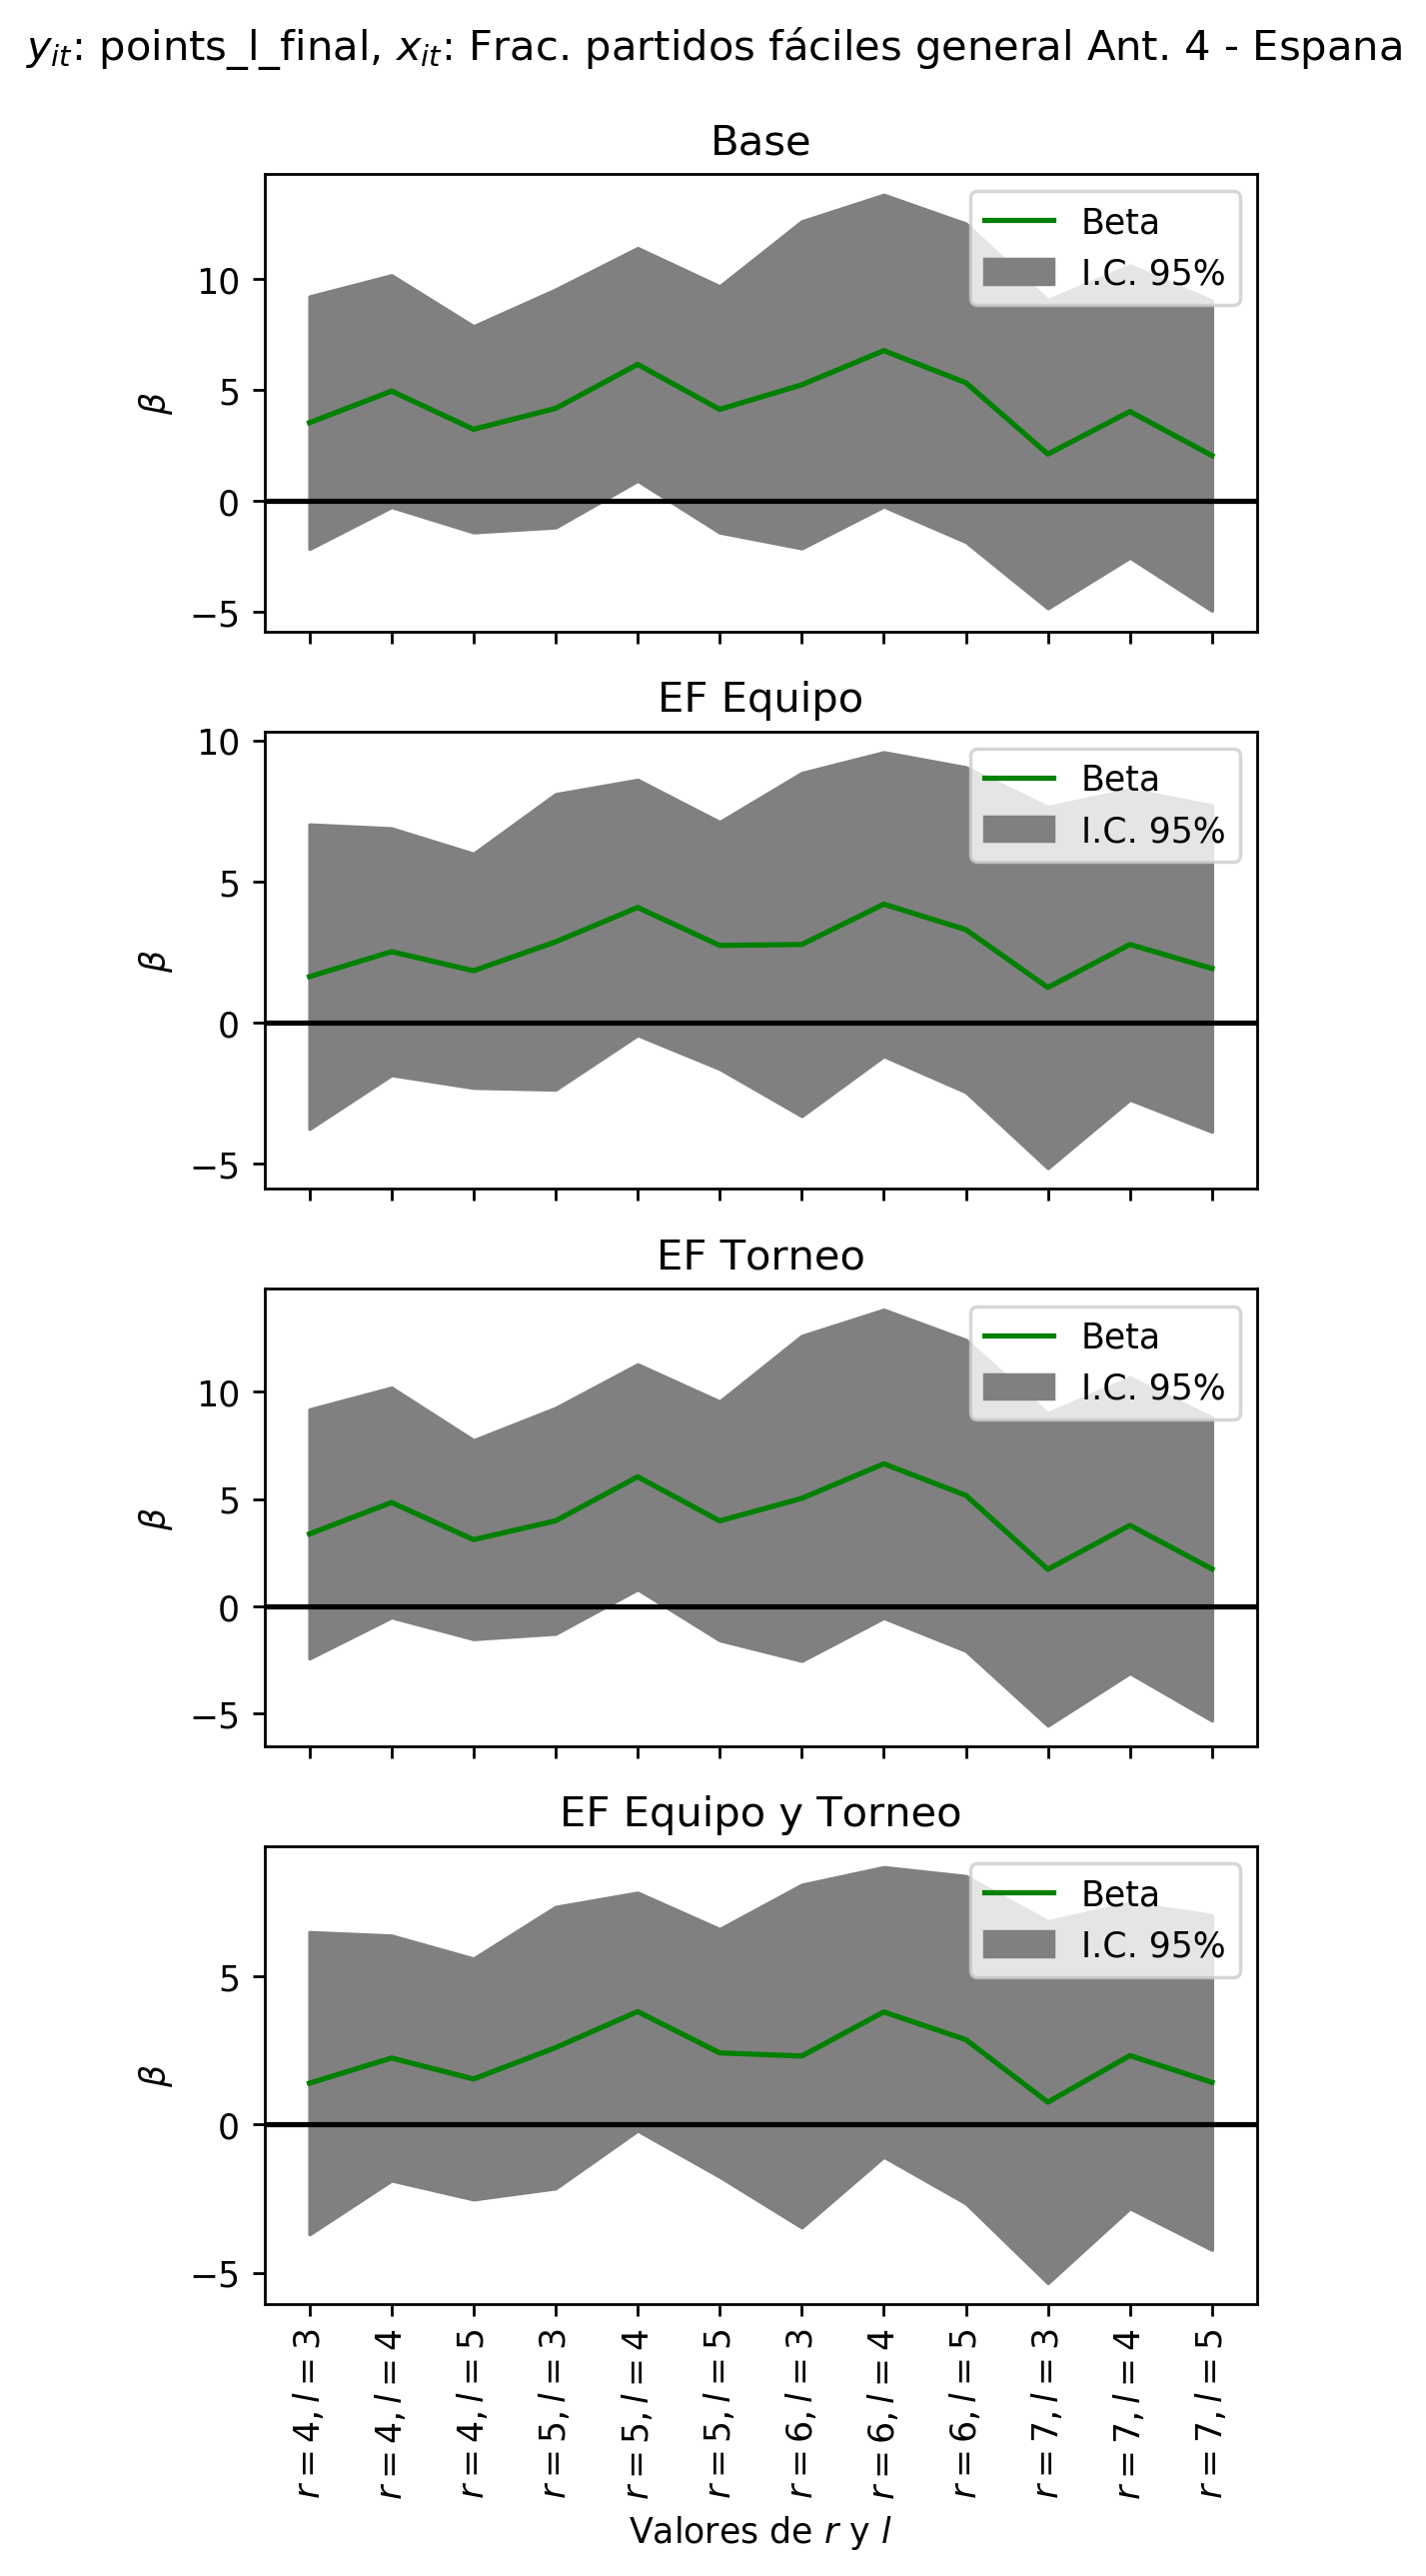 y_it: points_l_final, x_it: Frac. partidos fáciles general Ant. 4 - Espana
Base
Beta
I.C. 95%
10
5
0
−5
β
EF Equipo
Beta
I.C. 95%
10
5
0
−5
β
EF Torneo
Beta
I.C. 95%
10
5
0
−5
β
EF Equipo y Torneo
Beta
I.C. 95%
5
0
−5
β
r = 4, l = 3
r = 4, l = 4
r = 4, l = 5
r = 5, l = 3
r = 5, l = 4
r = 5, l = 5
r = 6, l = 3
r = 6, l = 4
r = 6, l = 5
r = 7, l = 3
r = 7, l = 4
r = 7, l = 5
Valores de r y l